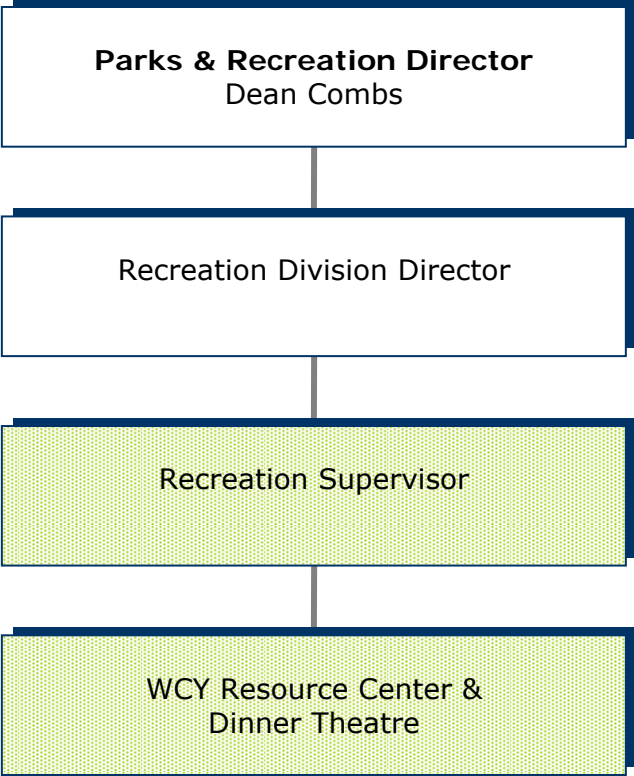 Parks & Recreation Director
Dean Combs
Recreation Division Director
Recreation Supervisor
WCY Resource Center &
Dinner Theatre